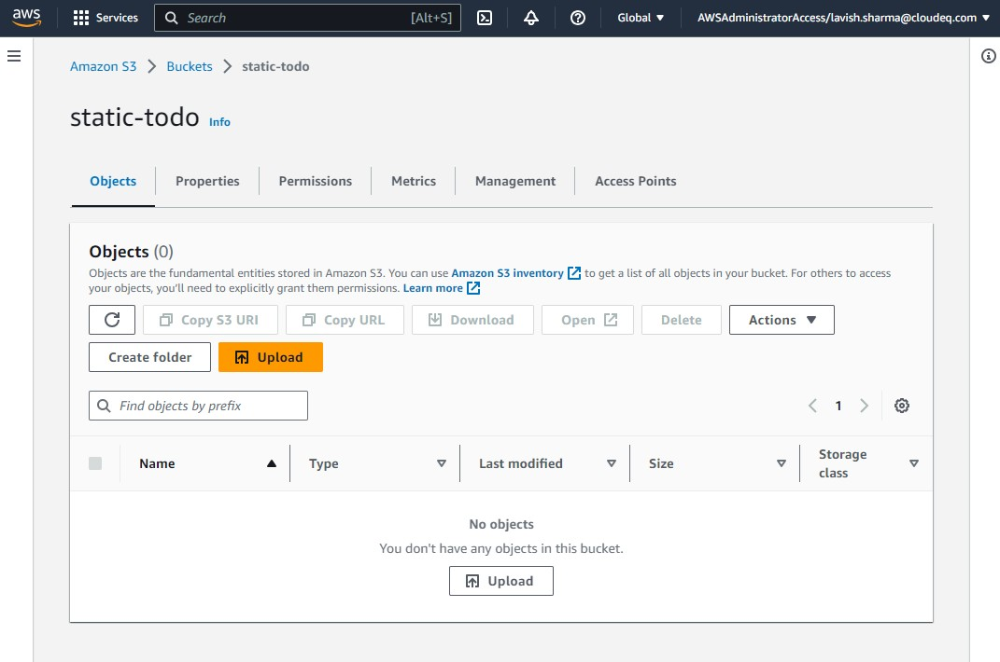 aws
Services
Search
[Alt+S]
Global
AWSAdministratorAccess/lavish.sharma@cloudeq.com
Amazon S3
Buckets
static-todo
static-todo
Info
Objects
Properties
Permissions
Metrics
Management
Access Points
Objects (0)
Objects are the fundamental entities stored in Amazon S3. You can use Amazon S3 inventory to get a list of all objects in your bucket. For others to access
your objects, you'll need to explicitly grant them permissions. Learn more
Copy S3 URI
Copy URL
Download
Open
Delete
Actions
Create folder
Upload
Find objects by prefix
1
Name
Type
Last modified
Size
Storage
class
No objects
You don't have any objects in this bucket.
Upload